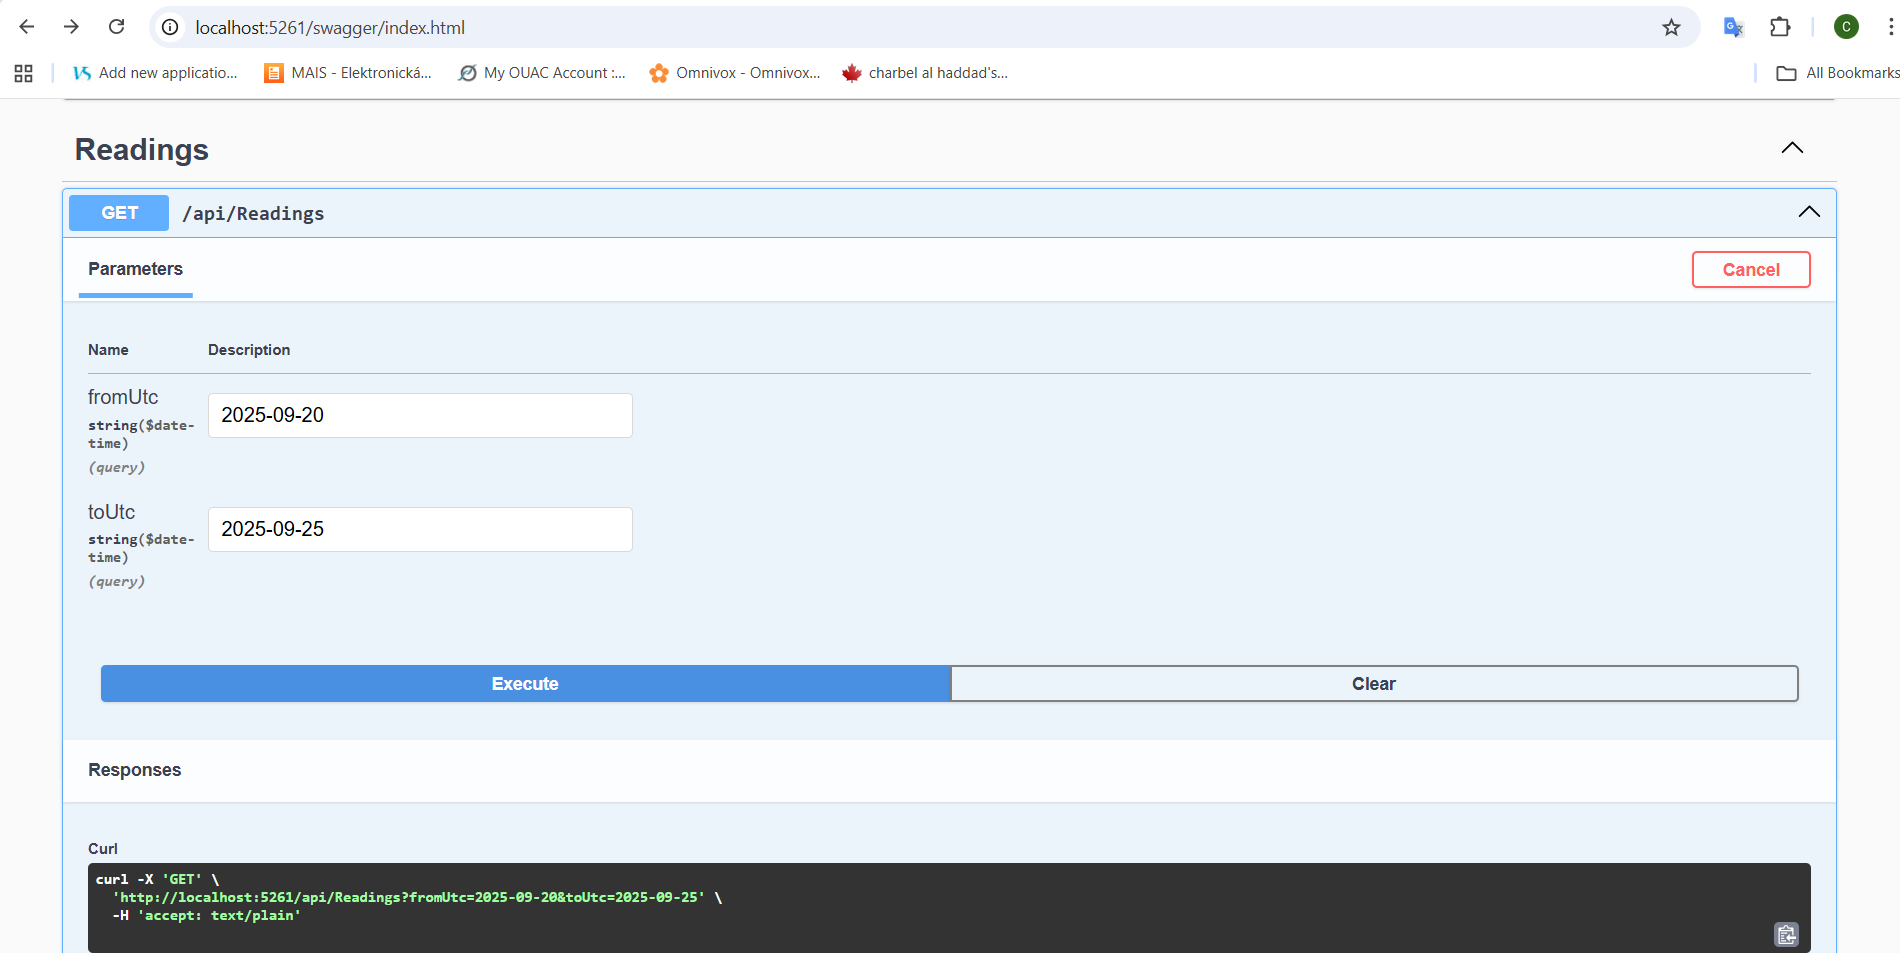 localhost:5261/swagger/index.html
C
Add new applicatio...
MAIS - Elektronická...
My OUAC Account :...
Omnivox - Omnivox...
charbel al haddad's...
All Bookmarks
Readings
GET /api/Readings
Parameters
Cancel
Name Description
fromUtc
string($date-
time)
(query)
2025-09-20
toUtc
string($date-
time)
(query)
2025-09-25
Execute
Clear
Responses
Curl
curl -X 'GET' \
'http://localhost:5261/api/Readings?fromUtc=2025-09-20&toUtc=2025-09-25' \
-H 'accept: text/plain'